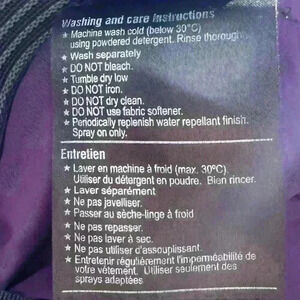 Washing and care instructions
★ Machine wash cold (below 30°C)
using powdered detergent. Rinse thorough
★ Wash separately
★ DO NOT bleach.
★ Tumble dry low
★ DO NOT iron.
★ DO NOT dry clean.
★ DO NOT use fabric softener.
★ Periodically replenish water repellant finish.
Spray on only.
Entretien
★ Laver en machine à froid (max. 30°C).
Utiliser du détergent en poudre. Bien rincer.
★ Laver séparément
★ Ne pas javelliser.
★ Passer au sèche-linge à froid
★ Ne pas repasser.
★ Ne pas laver à sec.
★ Ne pas utiliser d'assouplissant.
★ Entretenir régulièrement l'imperméabilité de
votre vêtement. Utiliser seulement des
sprays adaptées